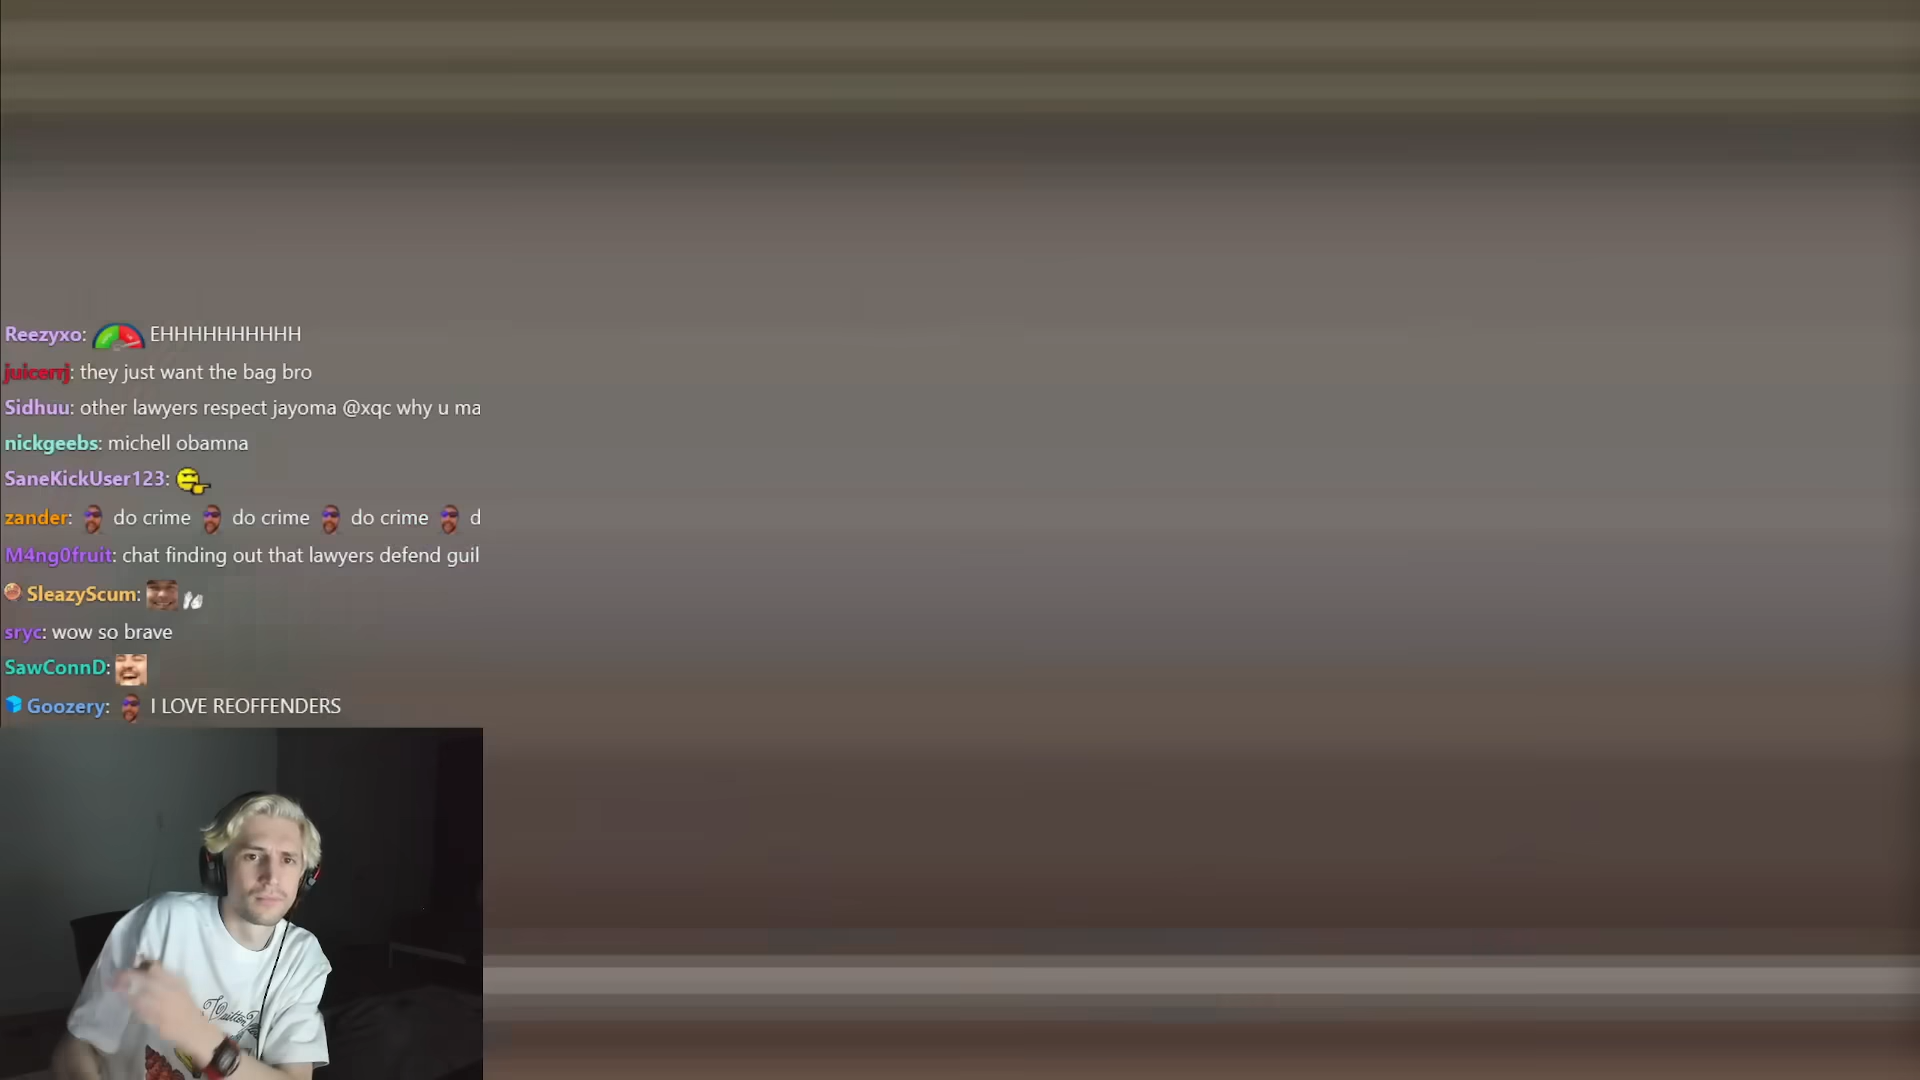 Reezyxo: EHHHHHHHHHH
juicerrj: they just want the bag bro
Sidhuu: other lawyers respect jayoma @xqc why u ma
nickgeebs: michell obamna
SaneKickUser123:
zander: do crime do crime do crime d
M4ng0fruit: chat finding out that lawyers defend guil
SleazyScum:
sryc: wow so brave
SawConnD:
Goozery: I LOVE REOFFENDERS
Vuitton